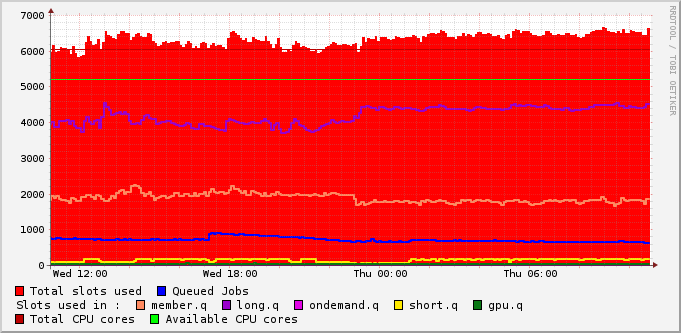 7000
6000
5000
4000
3000
2000
1000
0
Wed 12:00 Wed 18:00 Thu 00:00 Thu 06:00
RRDTOOL / TOBI OETIKER
Total slots used Queued Jobs
Slots used in : member.q long.q ondemand.q short.q gpu.q
Total CPU cores Available CPU cores